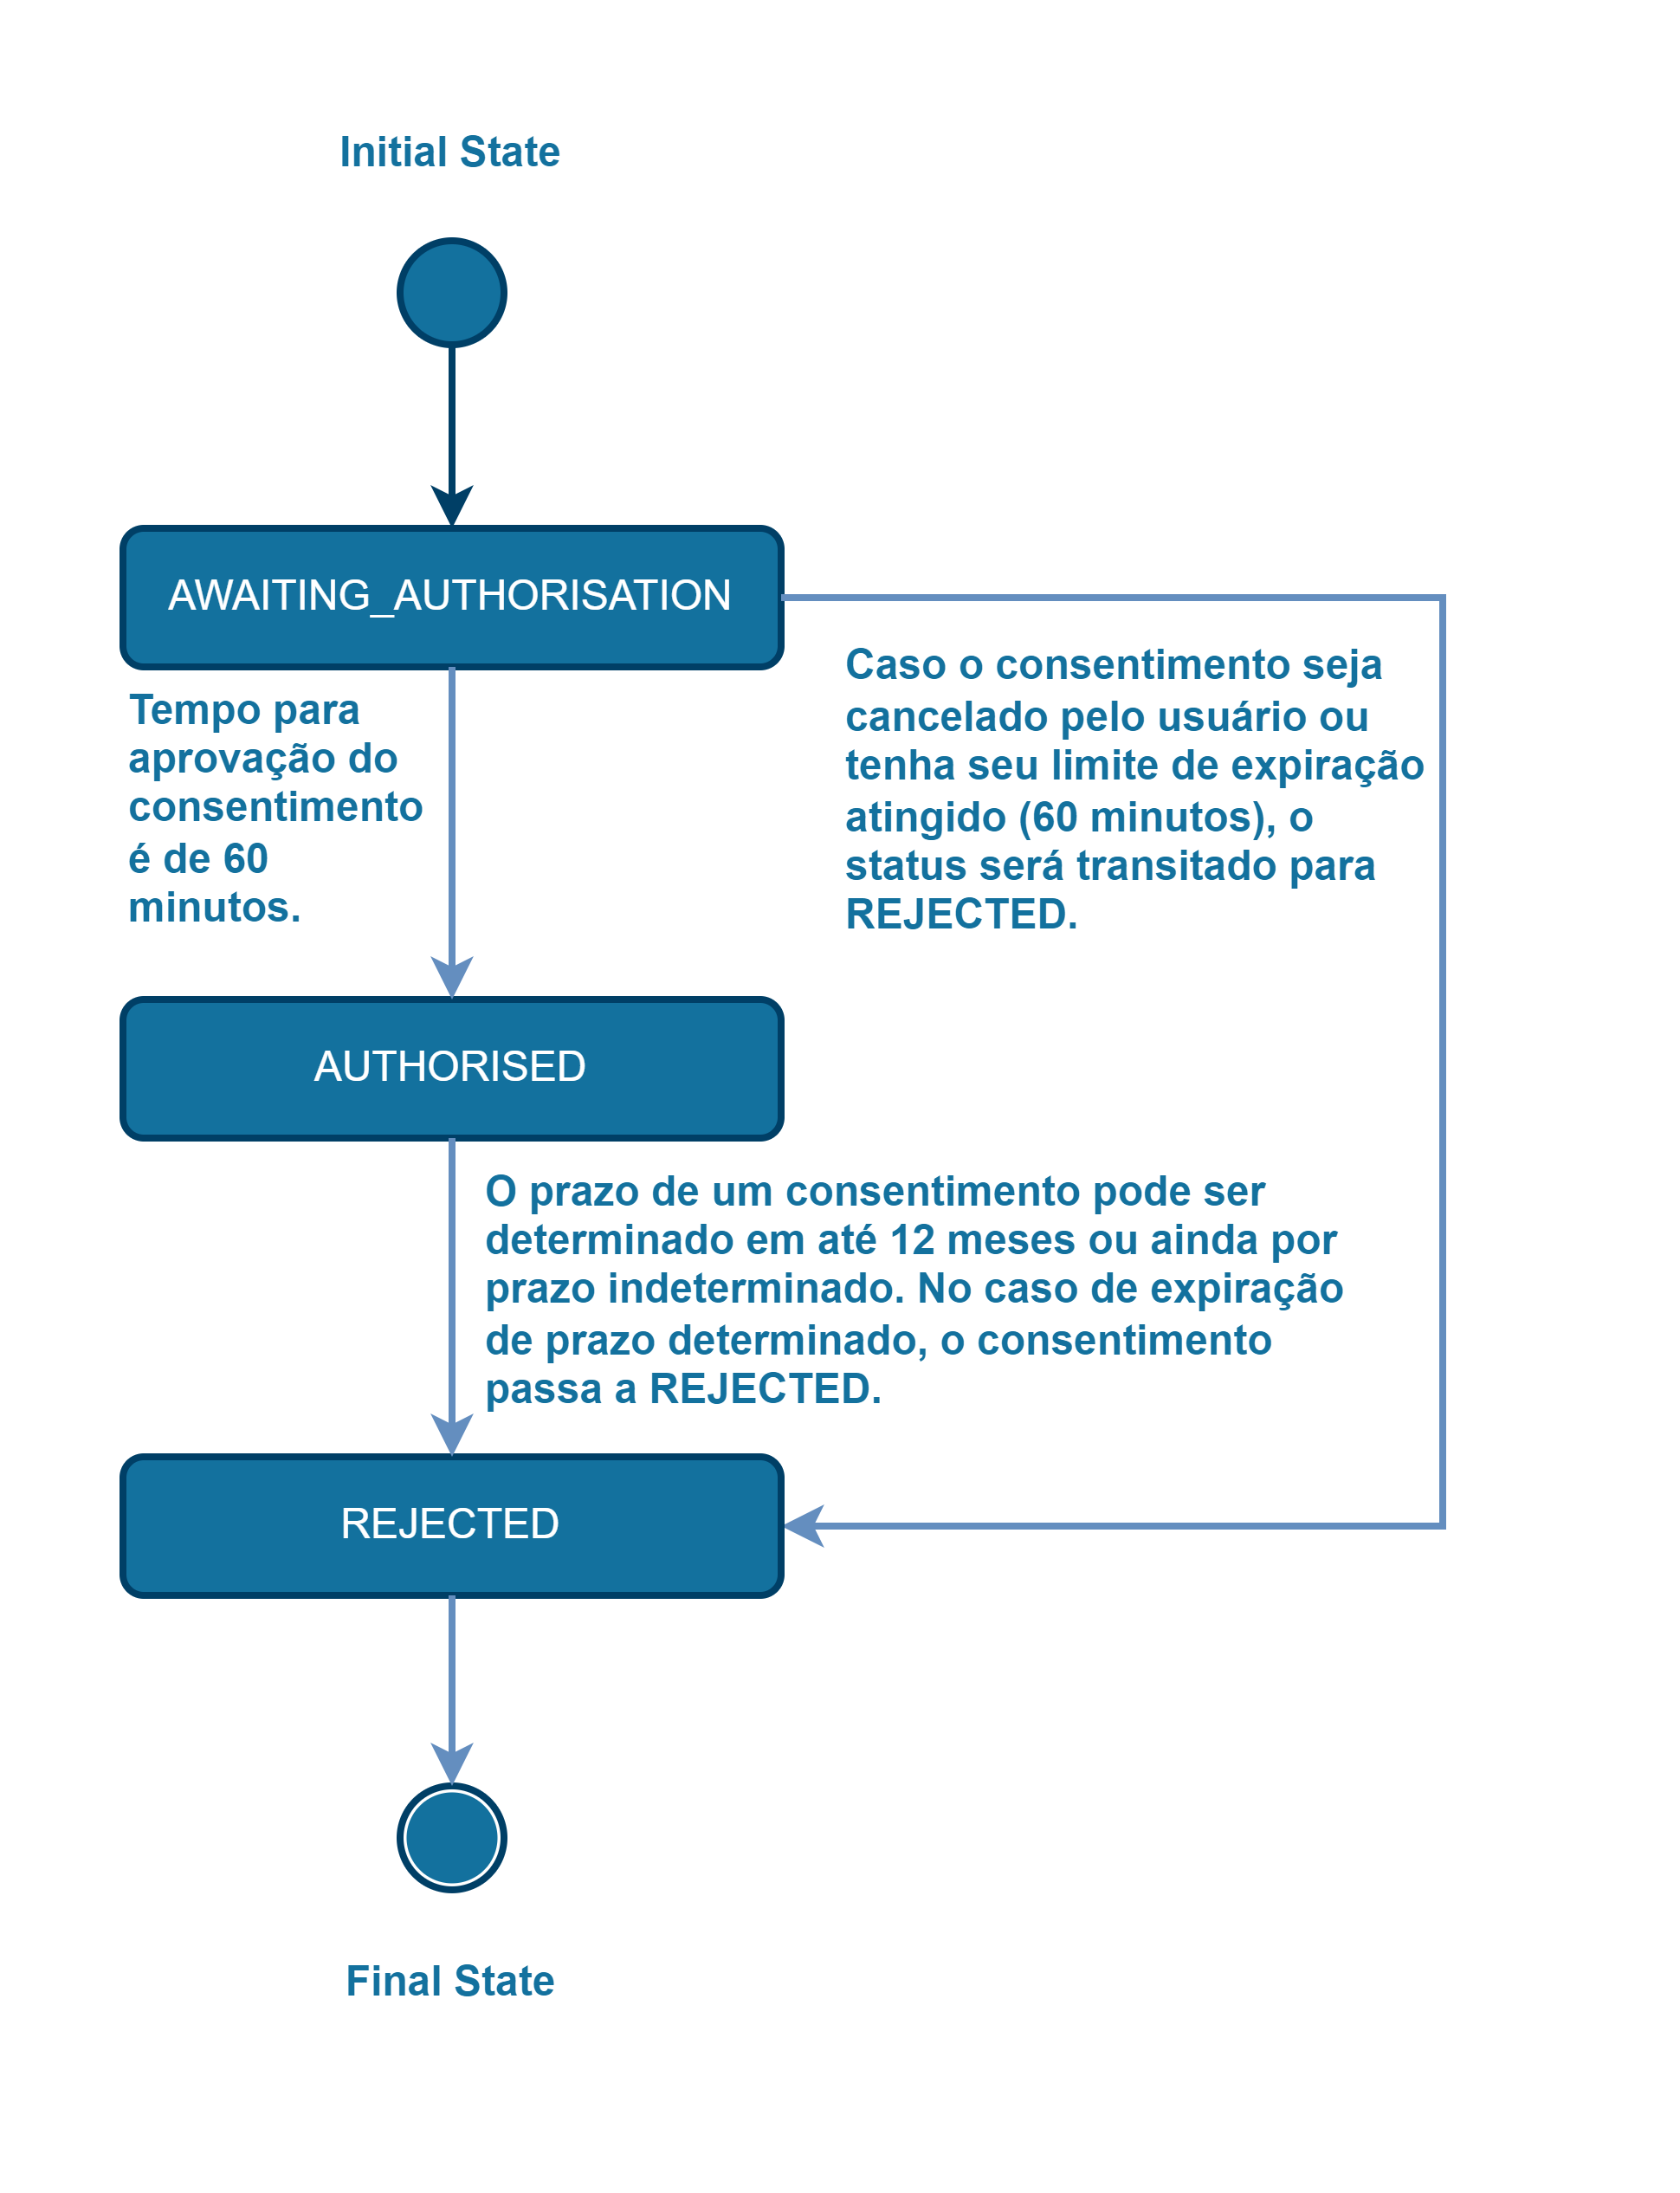 Initial State
AWAITING_AUTHORISATION
Tempo para
aprovação do
consentimento
é de 60
minutos.
Caso o consentimento seja
cancelado pelo usuário ou
tenha seu limite de expiração
atingido (60 minutos), o
status será transitado para
REJECTED.
AUTHORISED
O prazo de um consentimento pode ser
determinado em até 12 meses ou ainda por
prazo indeterminado. No caso de expiração
de prazo determinado, o consentimento
passa a REJECTED.
REJECTED
Final State